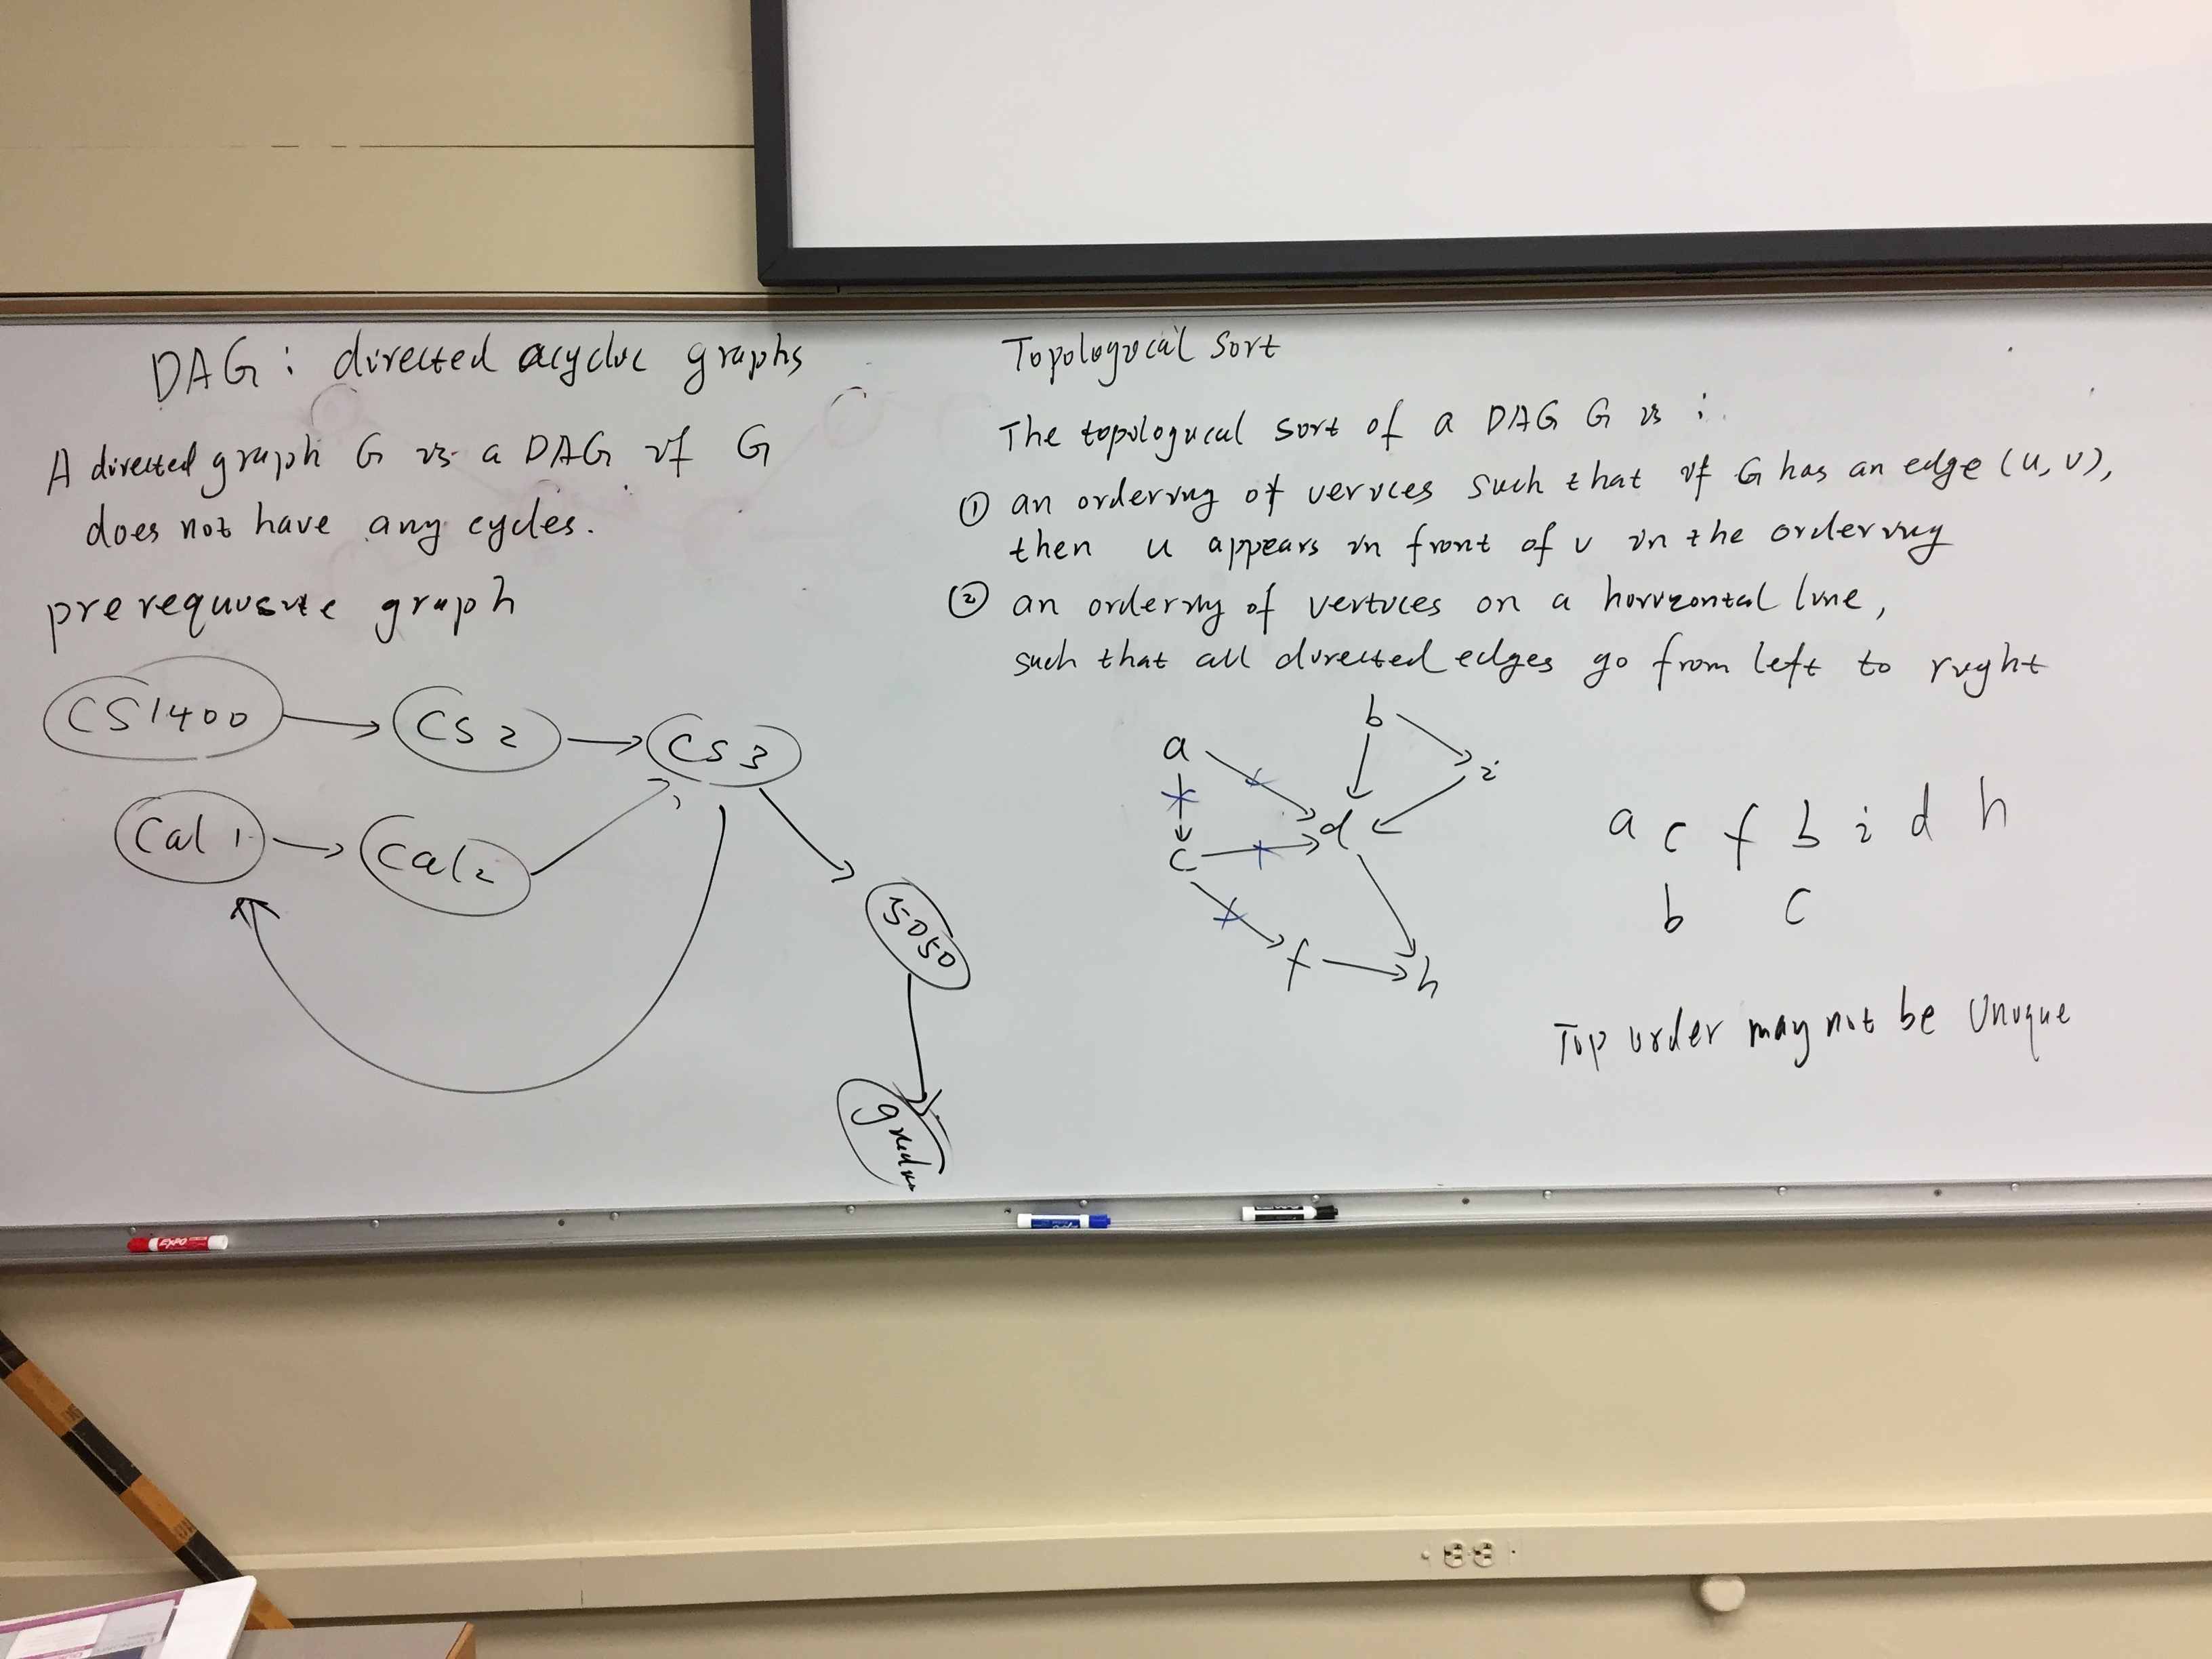 DAG : directed acyclic graphs
A directed graph G is a DAG if G
does not have any cycles.
prerequisite graph
CS1400
CS 2
CS 3
Cal 1
Cal 2
5050
Topological Sort
The topological sort of a DAG G is :
① an ordering of verices such that if G has an edge (u, v),
then u appears in front of v in the ordering
② an ordering of vertices on a horizontal line,
such that all directed edges go from left to right
b
a
i
d
c
f
h
a c f b i d h
b c
Top order may not be Unique
EXPO